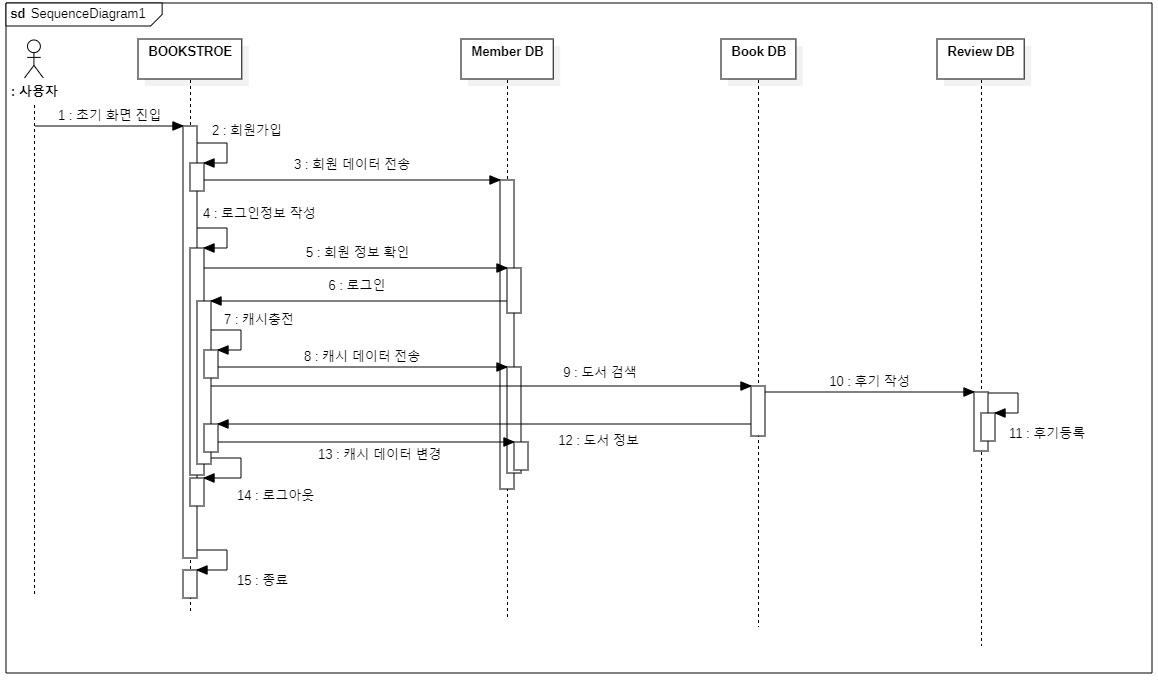 sd SequenceDiagram1
BOOKSTROE
Member DB
Book DB
Review DB
: 사용자
1 : 초기 화면 진입
2 : 회원가입
3 : 회원 데이터 전송
4 : 로그인정보 작성
5 : 회원 정보 확인
6 : 로그인
7 : 캐시충전
8 : 캐시 데이터 전송
9 : 도서 검색
10 : 후기 작성
11 : 후기등록
12 : 도서 정보
13 : 캐시 데이터 변경
14 : 로그아웃
15 : 종료